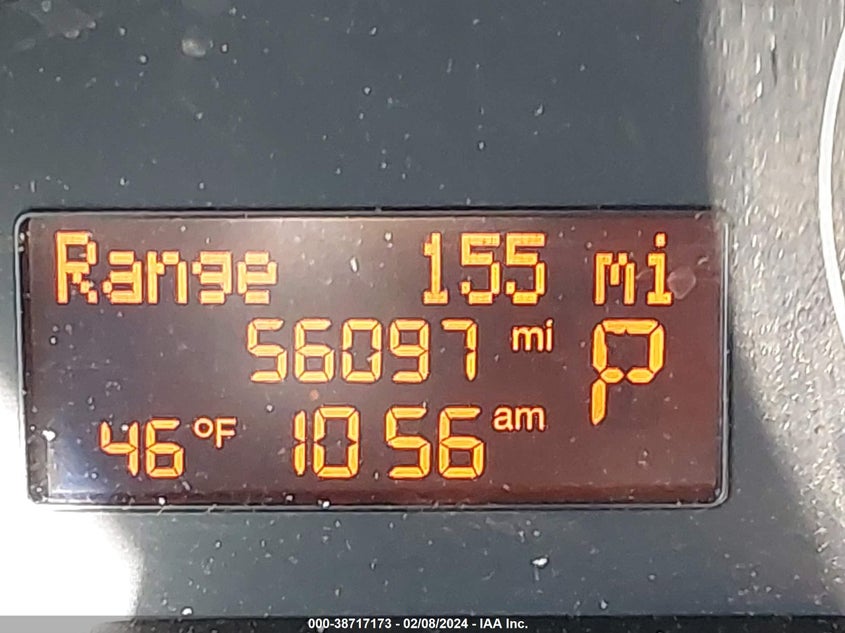 Range 155 mi
56097 mi P
46 °F 10 56 am
000-38717173 - 02/08/2024 - IAA Inc.